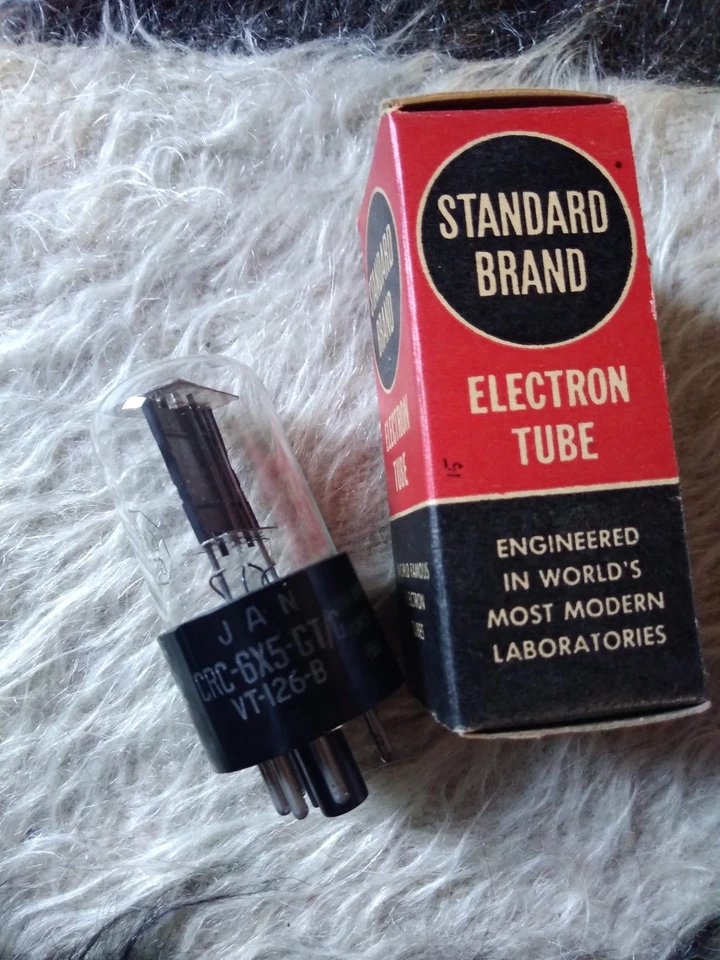 STANDARD
BRAND
ELECTRON
TUBE
ENGINEERED
IN WORLD'S
MOST MODERN
LABORATORIES
STANDARD
BRAND
ELECTRON
TUBE
JAN
CRC-6X5-GT/G
VT-126-B